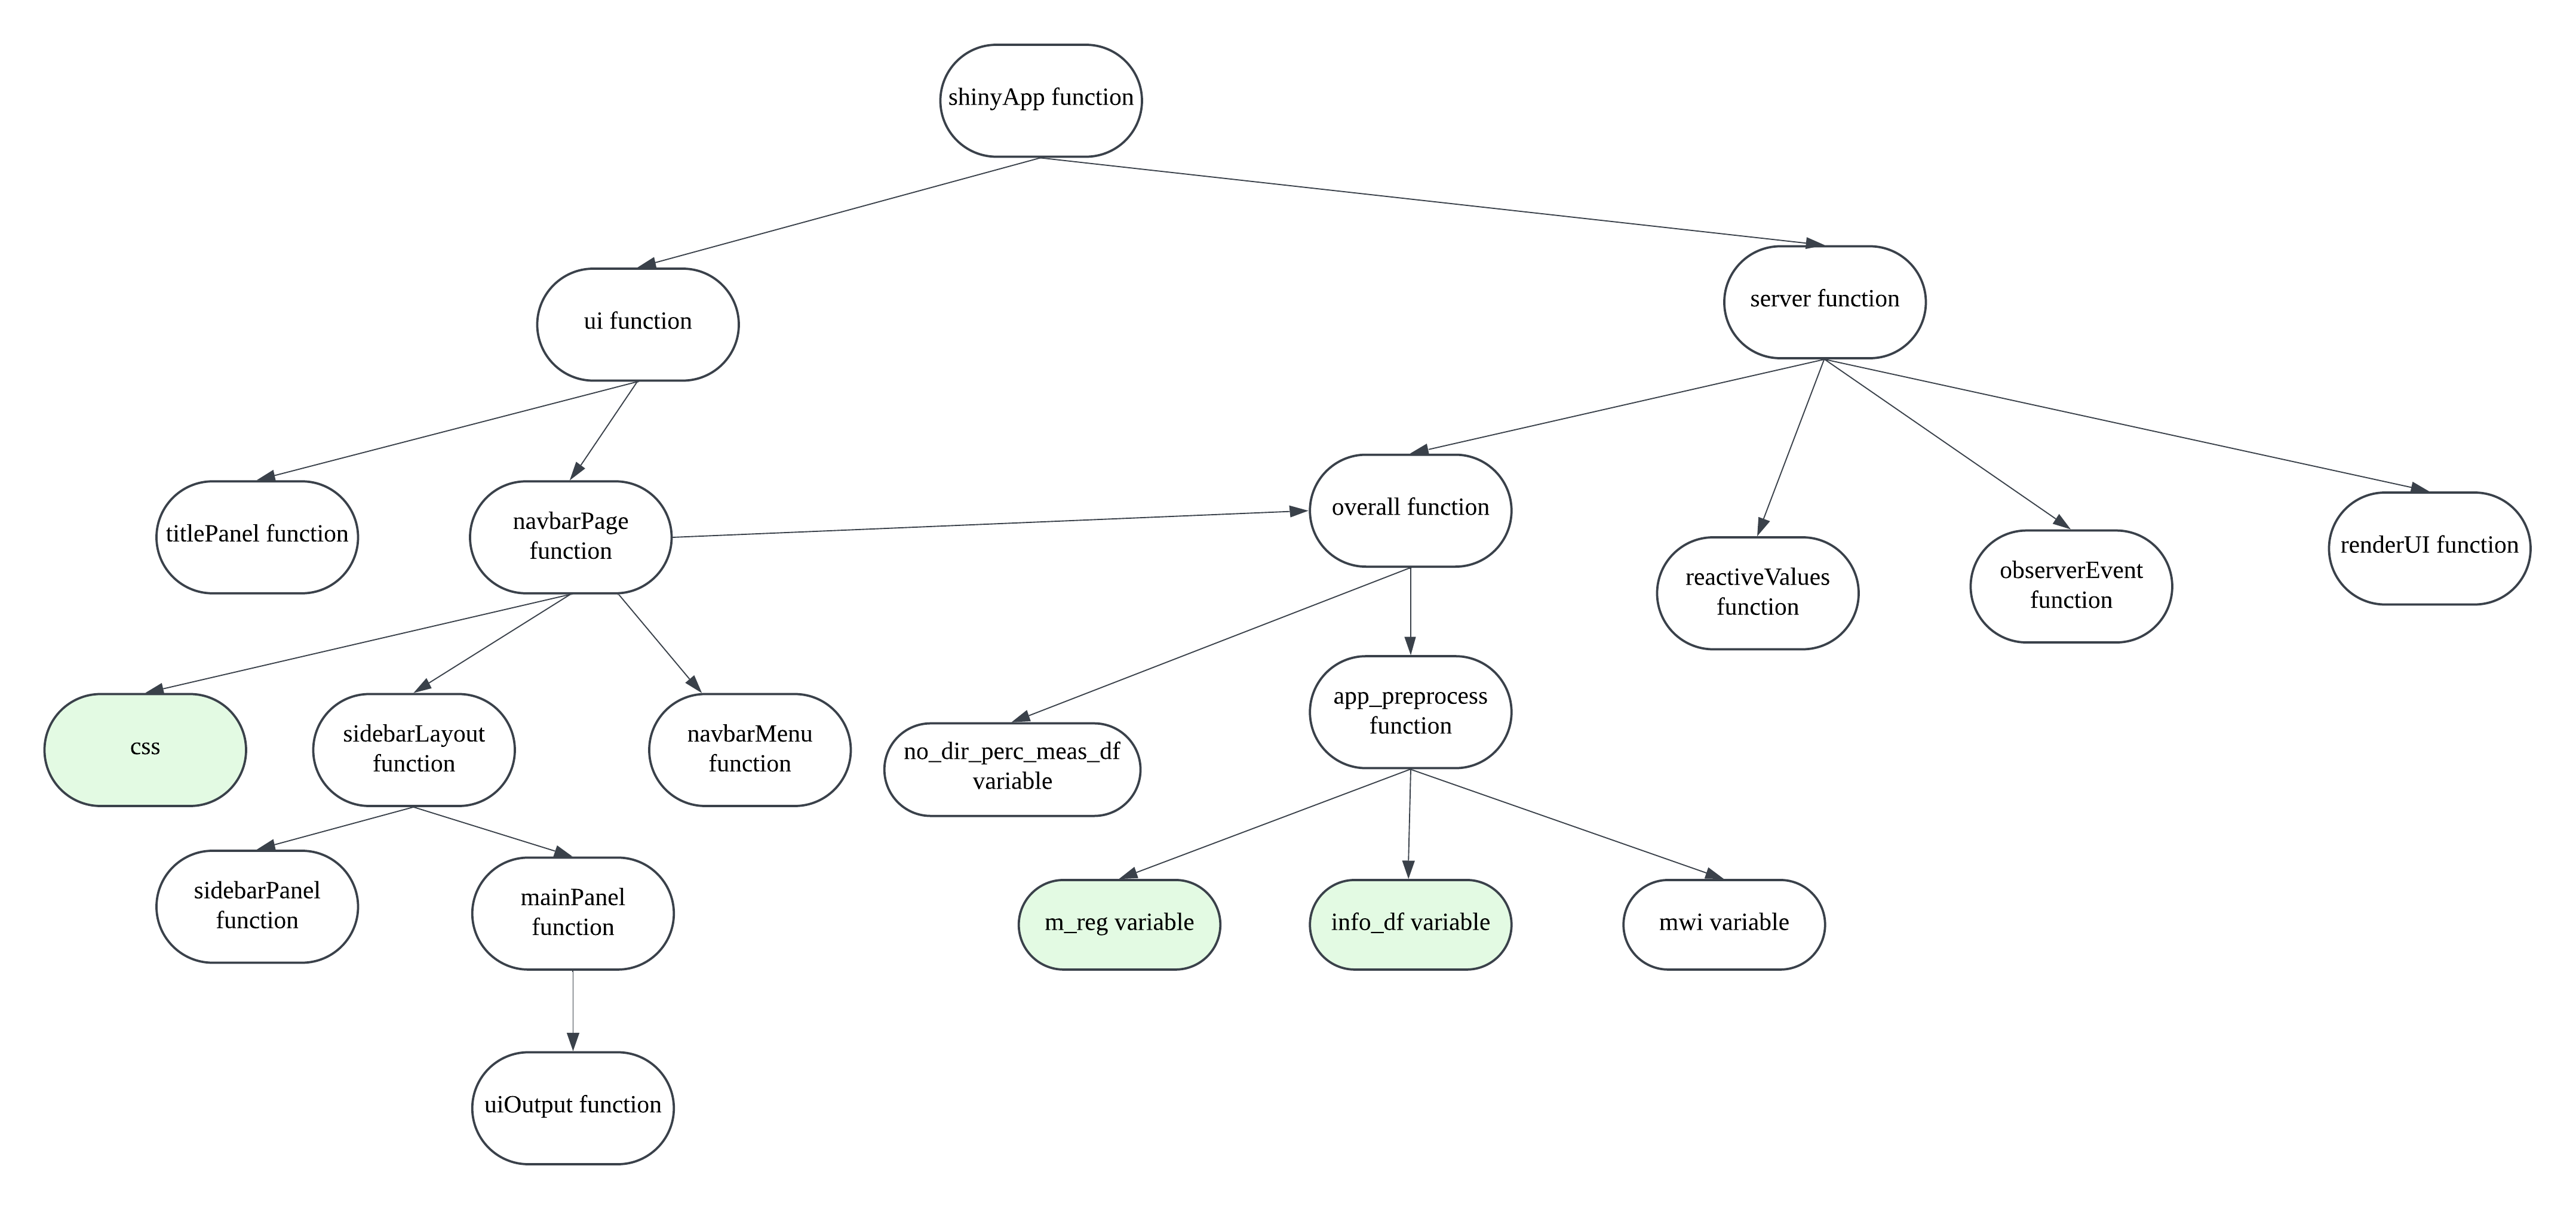 shinyApp function
ui function
server function
titlePanel function
navbarPage
function
overall function
reactiveValues
function
observerEvent
function
renderUI function
css
sidebarLayout
function
navbarMenu
function
no_dir_perc_meas_df
variable
app_preprocess
function
sidebarPanel
function
mainPanel
function
m_reg variable
info_df variable
mwi variable
uiOutput function